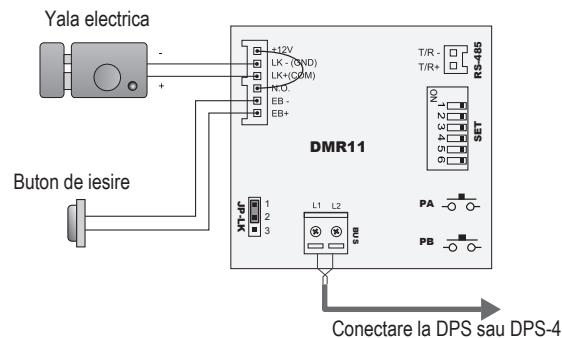 Yala electrica
-
+
+12V
LK - (GND)
LK+(COM)
N.O.
EB -
EB+
T/R -
T/R+
RS-485
ON
1
2
3
4
5
6
SET
DMR11
Buton de iesire
JP-LK
1
2
3
L1 L2
BUS
PA
PB
Conectare la DPS sau DPS-4